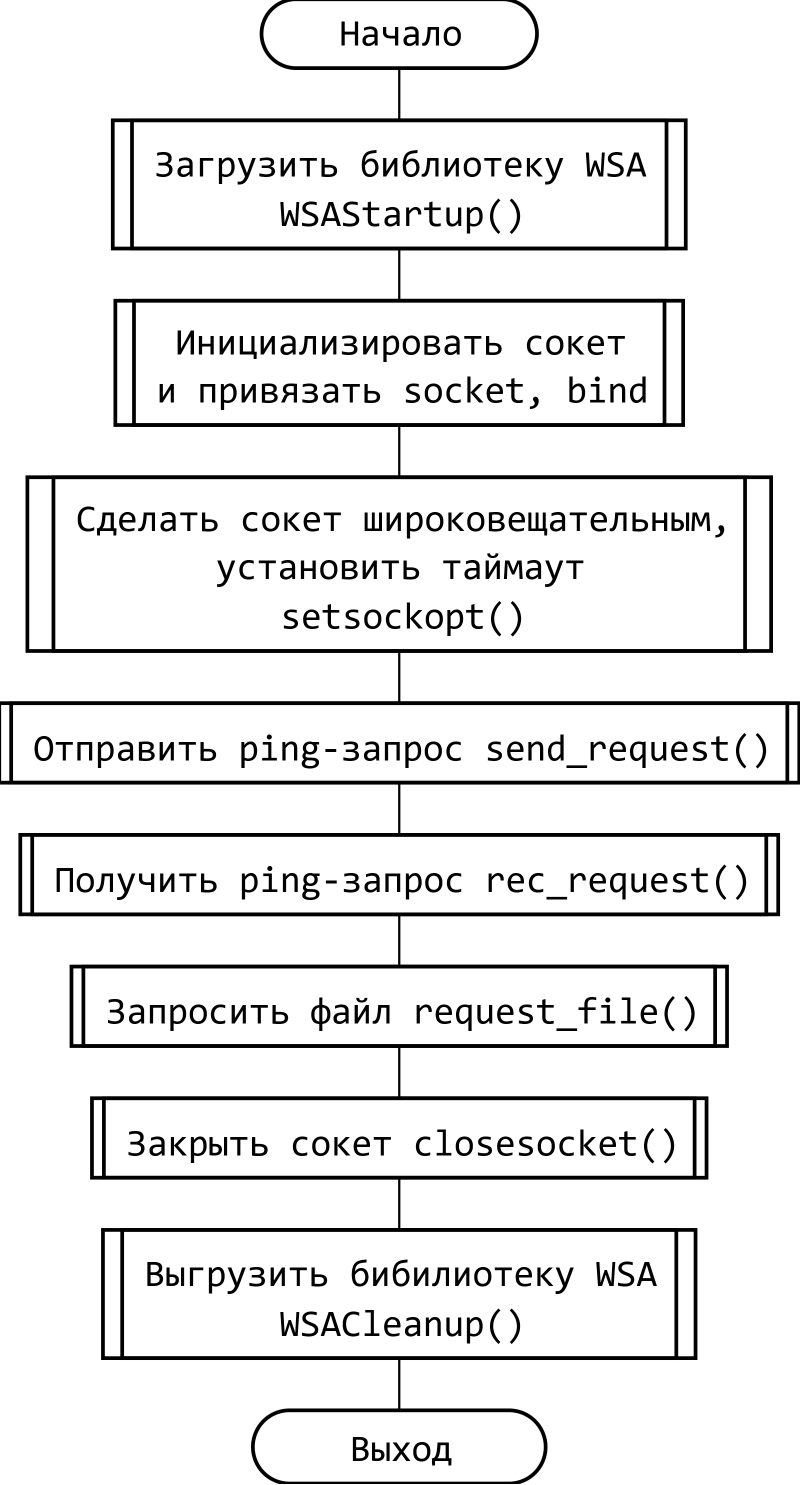 Начало
Загрузить библиотеку WSA
WSAStartup()
Инициализировать сокет
и привязать socket, bind
Сделать сокет широковещательным,
установить таймаут
setsockopt()
Отправить ping-запрос send_request()
Получить ping-запрос rec_request()
Запросить файл request_file()
Закрыть сокет closesocket()
Выгрузить бибилиотеку WSA
WSACleanup()
Выход